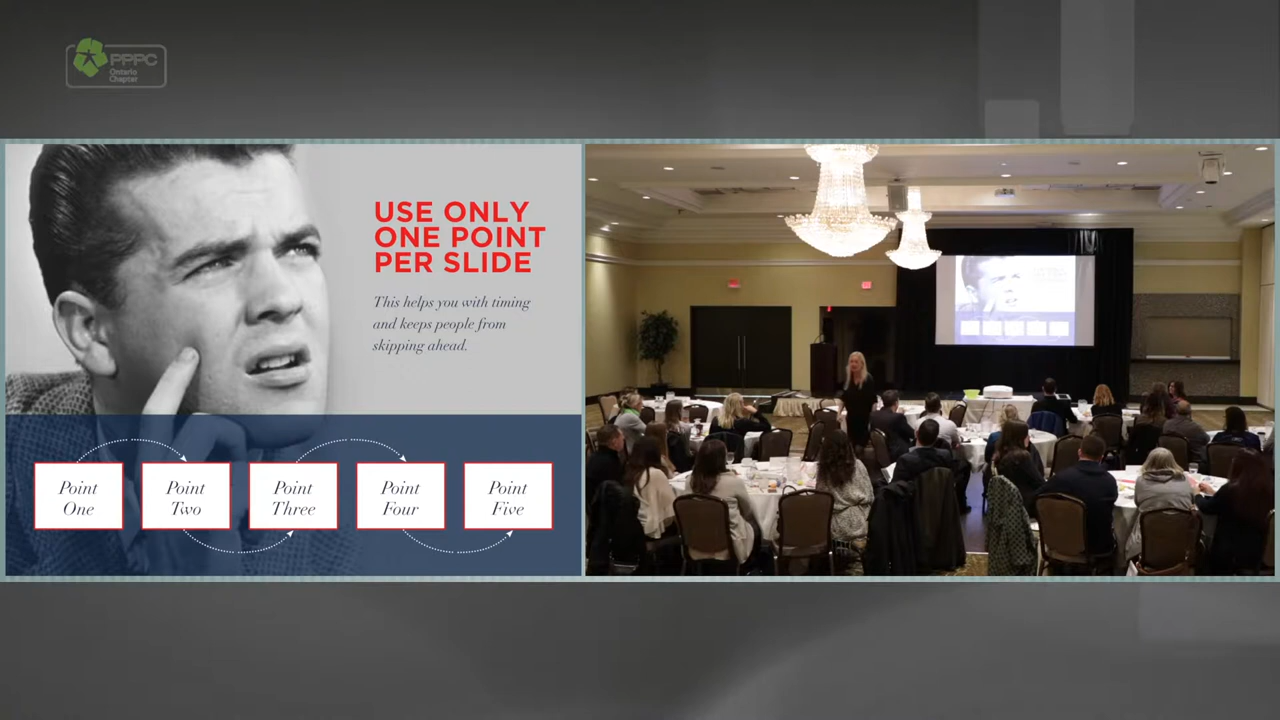 PPPC
Ontario
Chapter
USE ONLY
ONE POINT
PER SLIDE
This helps you with timing
and keeps people from
skipping ahead.
Point
One
Point
Two
Point
Three
Point
Four
Point
Five